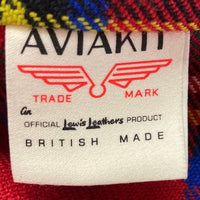 AVIAKIT
TRADE MARK
An
OFFICIAL Lewis Leathers PRODUCT
BRITISH MADE